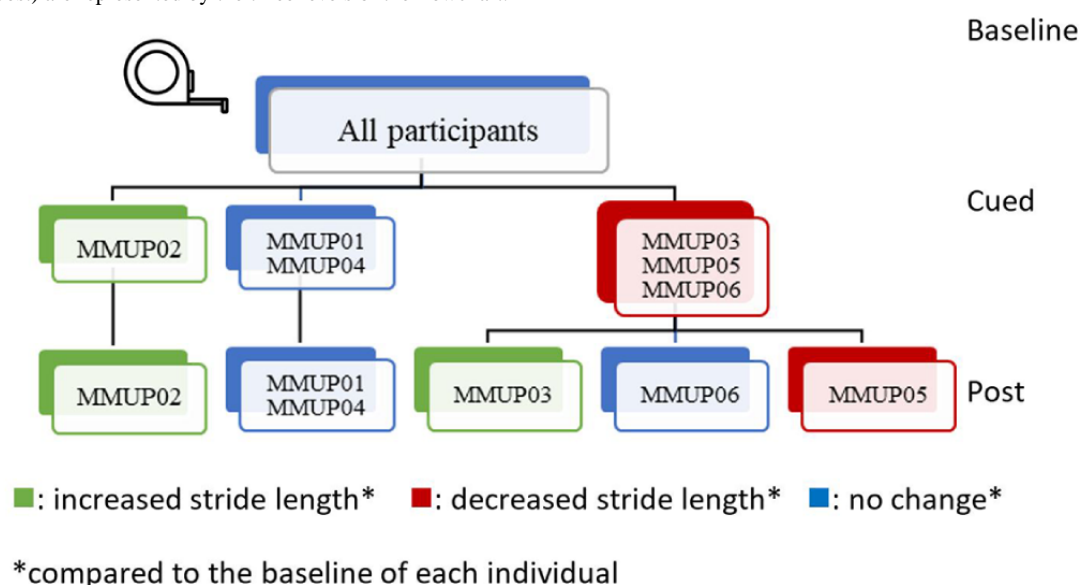 Baseline
All participants
Cued
MMUP02
MMUP01
MMUP04
MMUP03
MMUP05
MMUP06
MMUP02
MMUP01
MMUP04
MMUP03
MMUP06
MMUP05
Post
: increased stride length*
: decreased stride length*
: no change*
*compared to the baseline of each individual